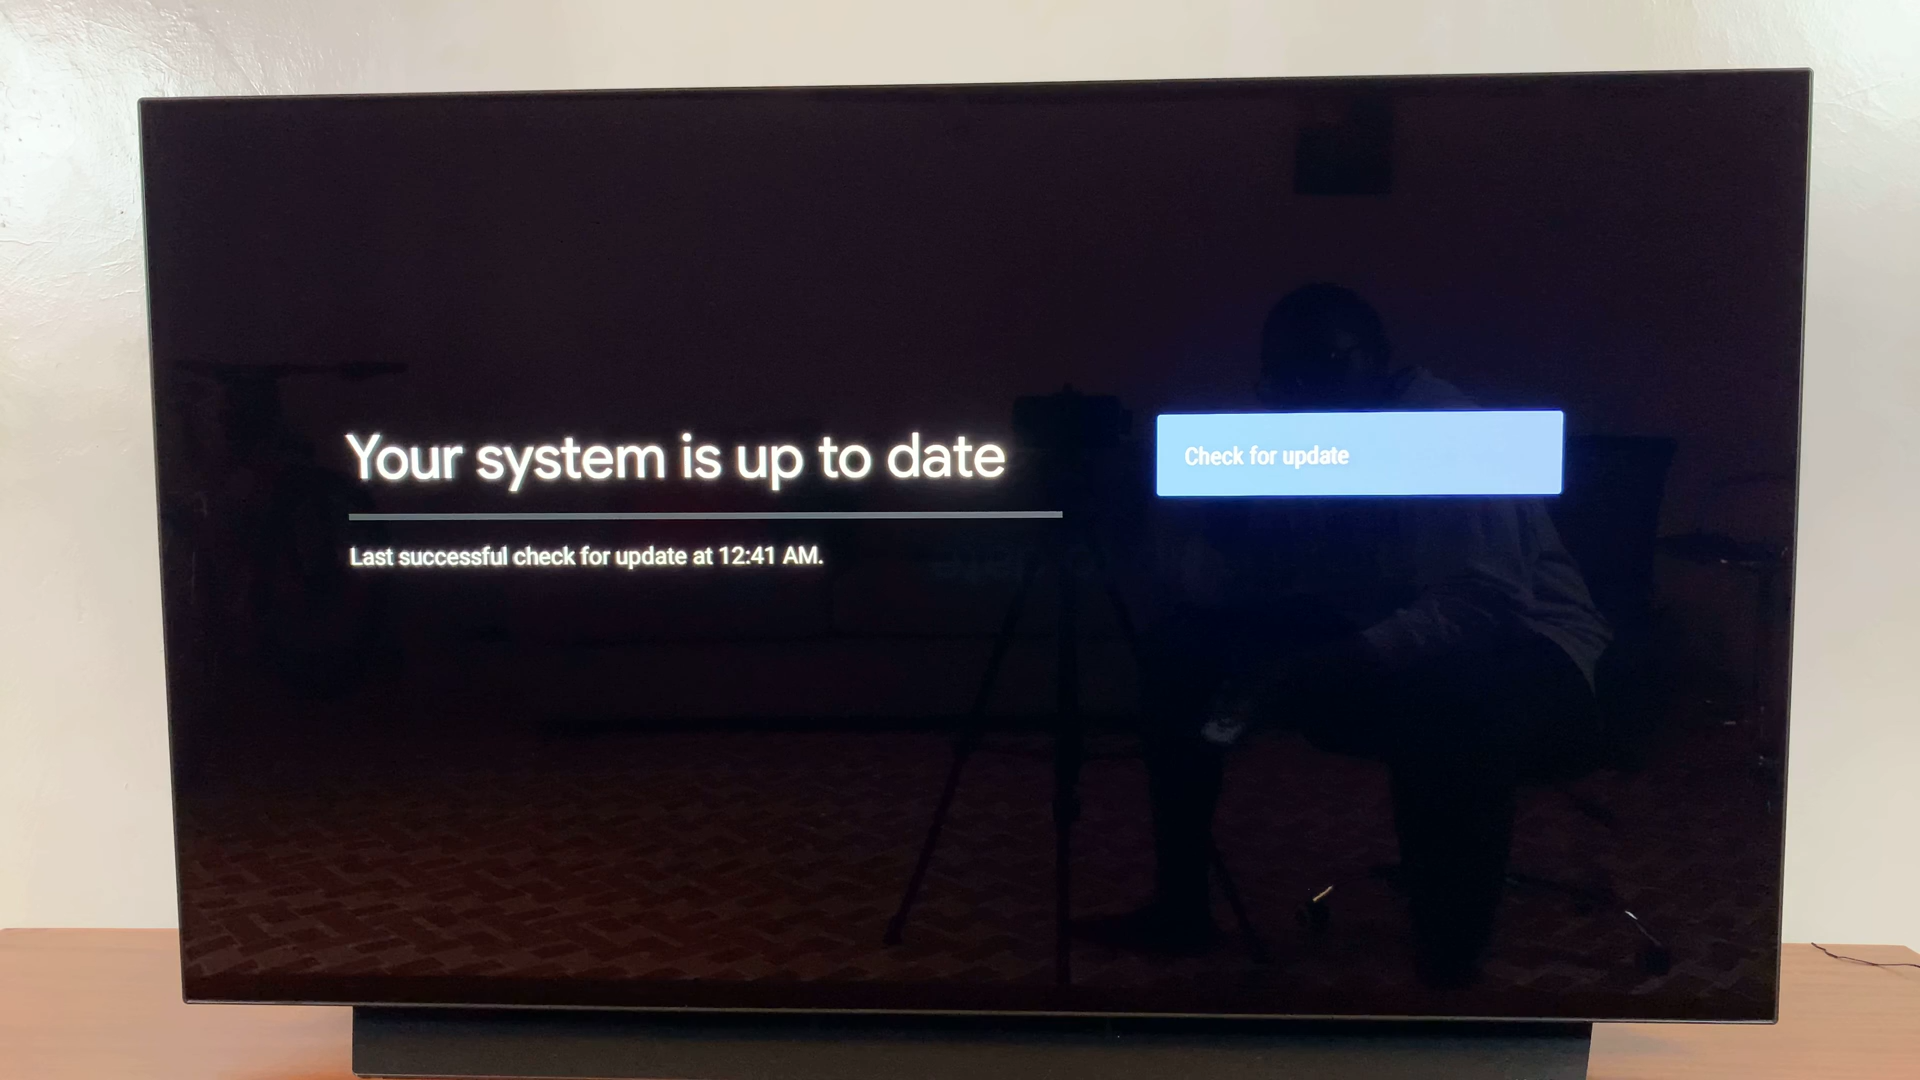 Your system is up to date
Check for update
Last successful check for update at 12:41 AM.